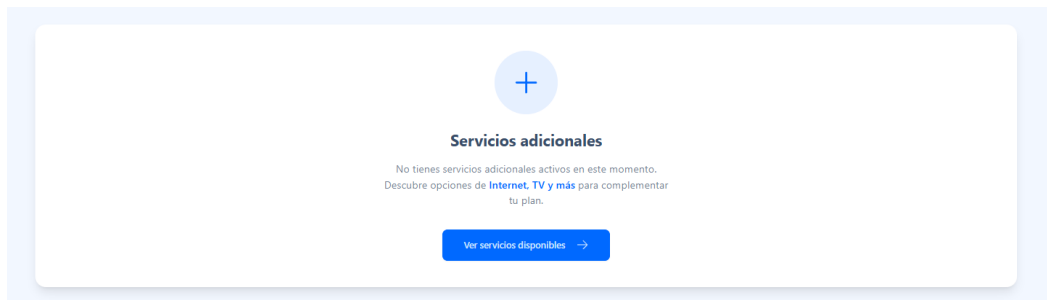 Servicios adicionales
No tienes servicios adicionales activos en este momento.
Descubre opciones de Internet, TV y más para complementar
tu plan.
Ver servicios disponibles